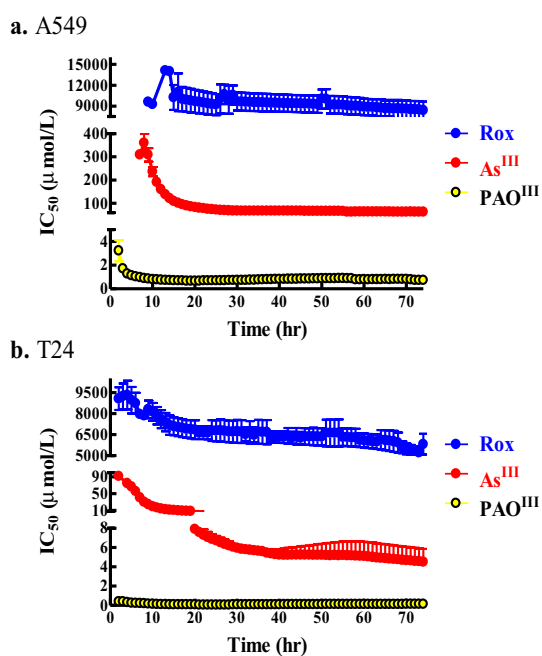 a. A549
15000
12000
9000
400
300
200
100
4
2
0
0 10 20 30 40 50 60 70
IC50 (μ mol/L)
Time (hr)
Rox
AsIII
PAOIII
b. T24
9500
8000
6500
5000
90
50
10
8
6
4
2
0
0 10 20 30 40 50 60 70
IC50 (μ mol/L)
Time (hr)
Rox
AsIII
PAOIII